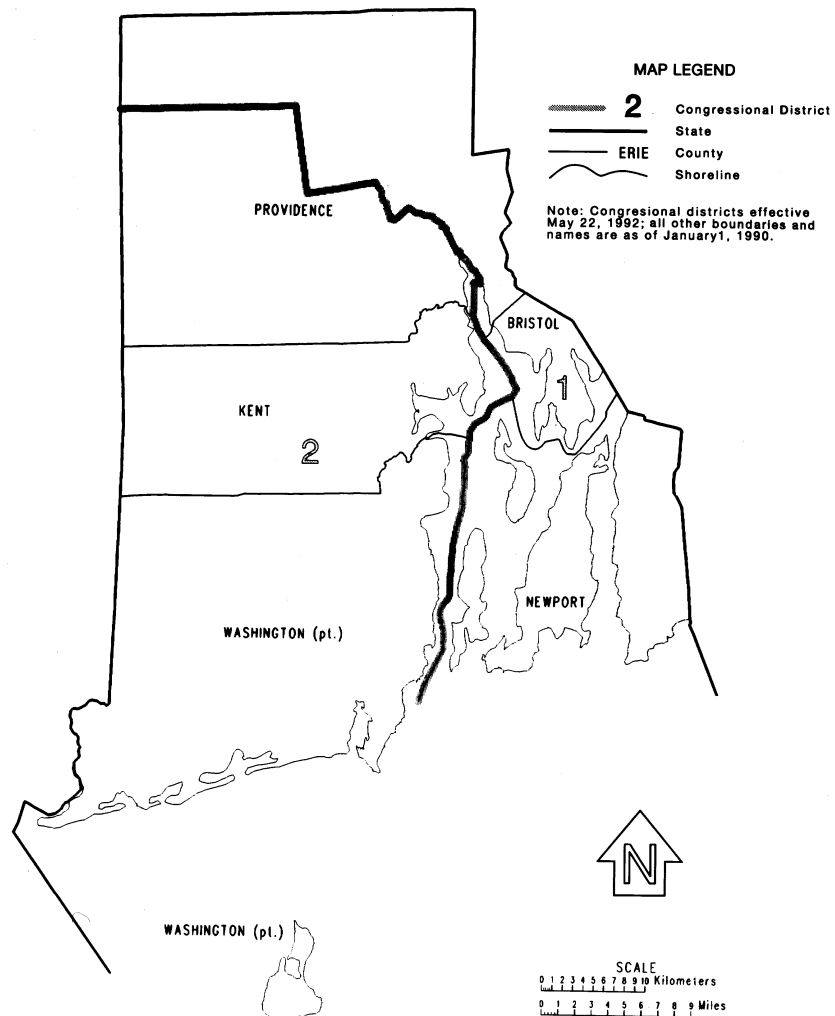 MAP LEGEND
2 Congressional District
State
ERIE County
Shoreline
Note: Congresional districts effective
May 22, 1992; all other boundaries and
names are as of January1, 1990.
PROVIDENCE
BRISTOL
1
KENT
2
NEWPORT
WASHINGTON (pt.)
N
WASHINGTON (pt.)
SCALE
0 1 2 3 4 5 6 7 8 9 10 Kilometers
0 1 2 3 4 5 6 7 8 9 Miles